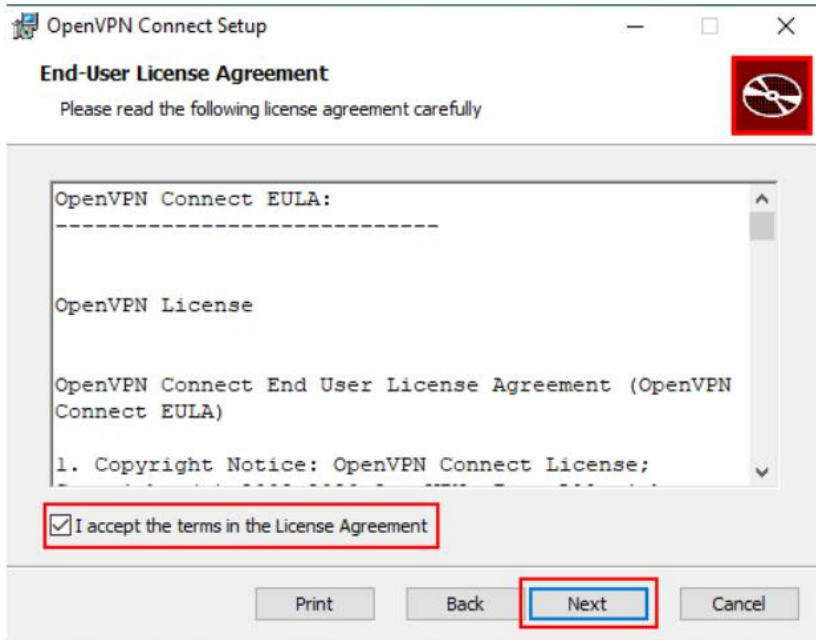 OpenVPN Connect Setup
End-User License Agreement
Please read the following license agreement carefully
OpenVPN Connect EULA:
-----------------------------
OpenVPN License
OpenVPN Connect End User License Agreement (OpenVPN
Connect EULA)
1. Copyright Notice: OpenVPN Connect License;
I accept the terms in the License Agreement
Print
Back
Next
Cancel